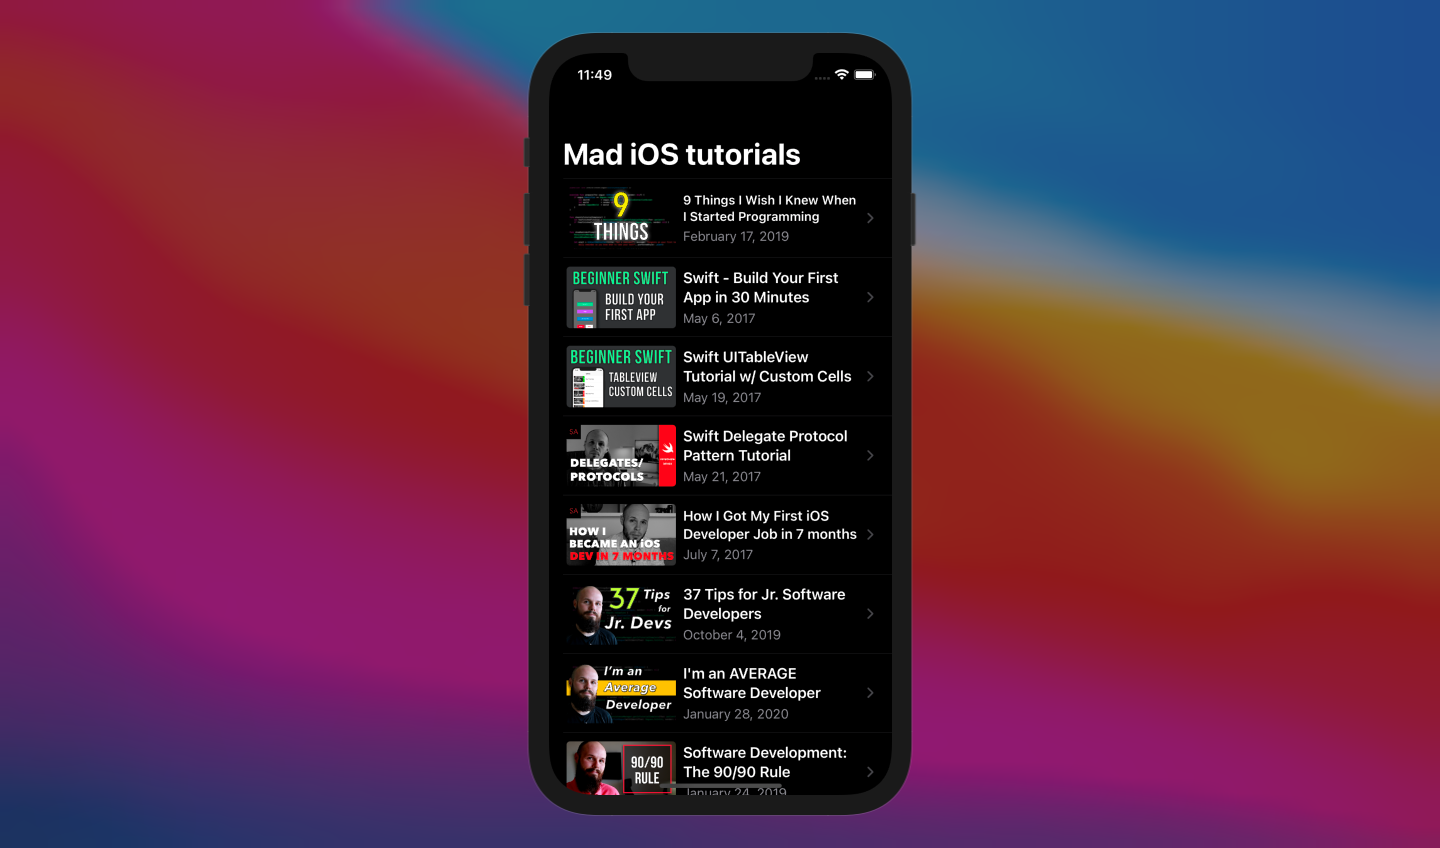 11:49
Mad iOS tutorials
9
THINGS
9 Things I Wish I Knew When
I Started Programming
February 17, 2019
BEGINNER SWIFT
BUILD YOUR
FIRST APP
Swift - Build Your First
App in 30 Minutes
May 6, 2017
BEGINNER SWIFT
TABLEVIEW
CUSTOM CELLS
Swift UITableView
Tutorial w/ Custom Cells
May 19, 2017
SA
DELEGATES/
PROTOCOLS
Swift Delegate Protocol
Pattern Tutorial
May 21, 2017
SA
HOW I
BECAME AN iOS
DEV IN 7 MONTHS
How I Got My First iOS
Developer Job in 7 months
July 7, 2017
37 Tips
for
Jr. Devs
37 Tips for Jr. Software
Developers
October 4, 2019
I'm an
Average
Developer
I'm an AVERAGE
Software Developer
January 28, 2020
90/90
RULE
Software Development:
The 90/90 Rule
January 24, 2019